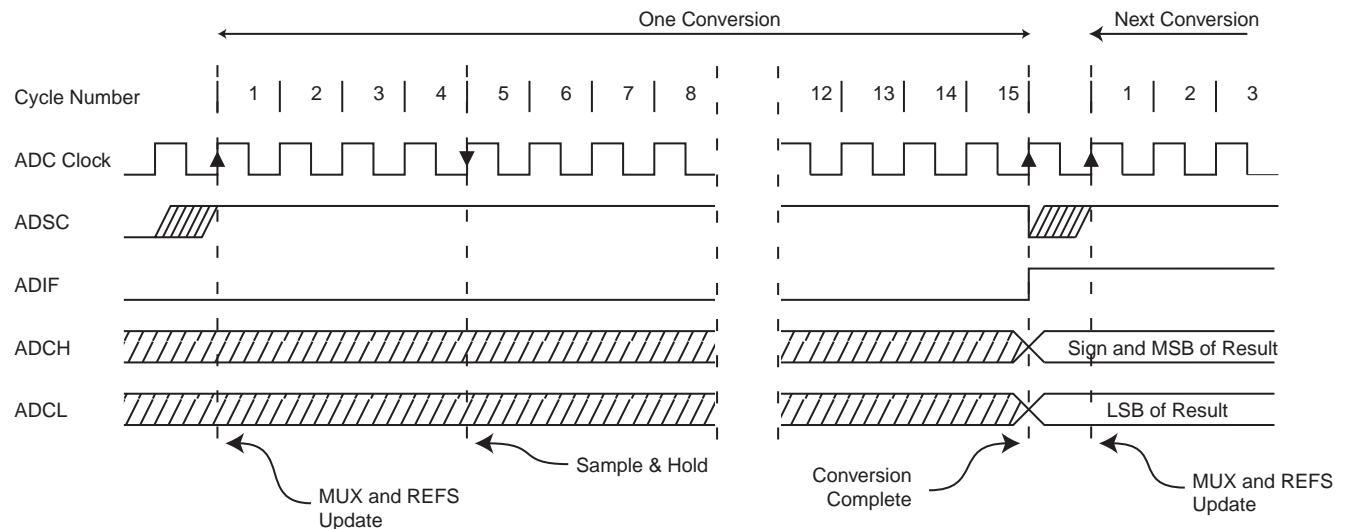 One Conversion
Next Conversion
Cycle Number
1 2 3 4 5 6 7 8 12 13 14 15 1 2 3
ADC Clock
ADSC
ADIF
ADCH
Sign and MSB of Result
ADCL
LSB of Result
Sample & Hold
MUX and REFS
Update
Conversion
Complete
MUX and REFS
Update